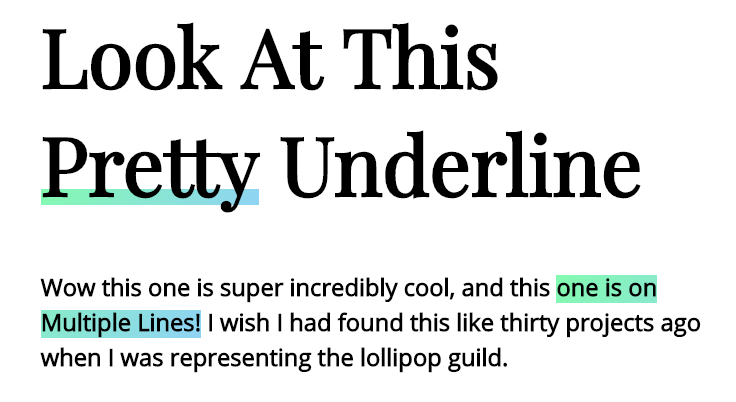 Look At This
Pretty Underline
Wow this one is super incredibly cool, and this one is on
Multiple Lines! I wish I had found this like thirty projects ago
when I was representing the lollipop guild.